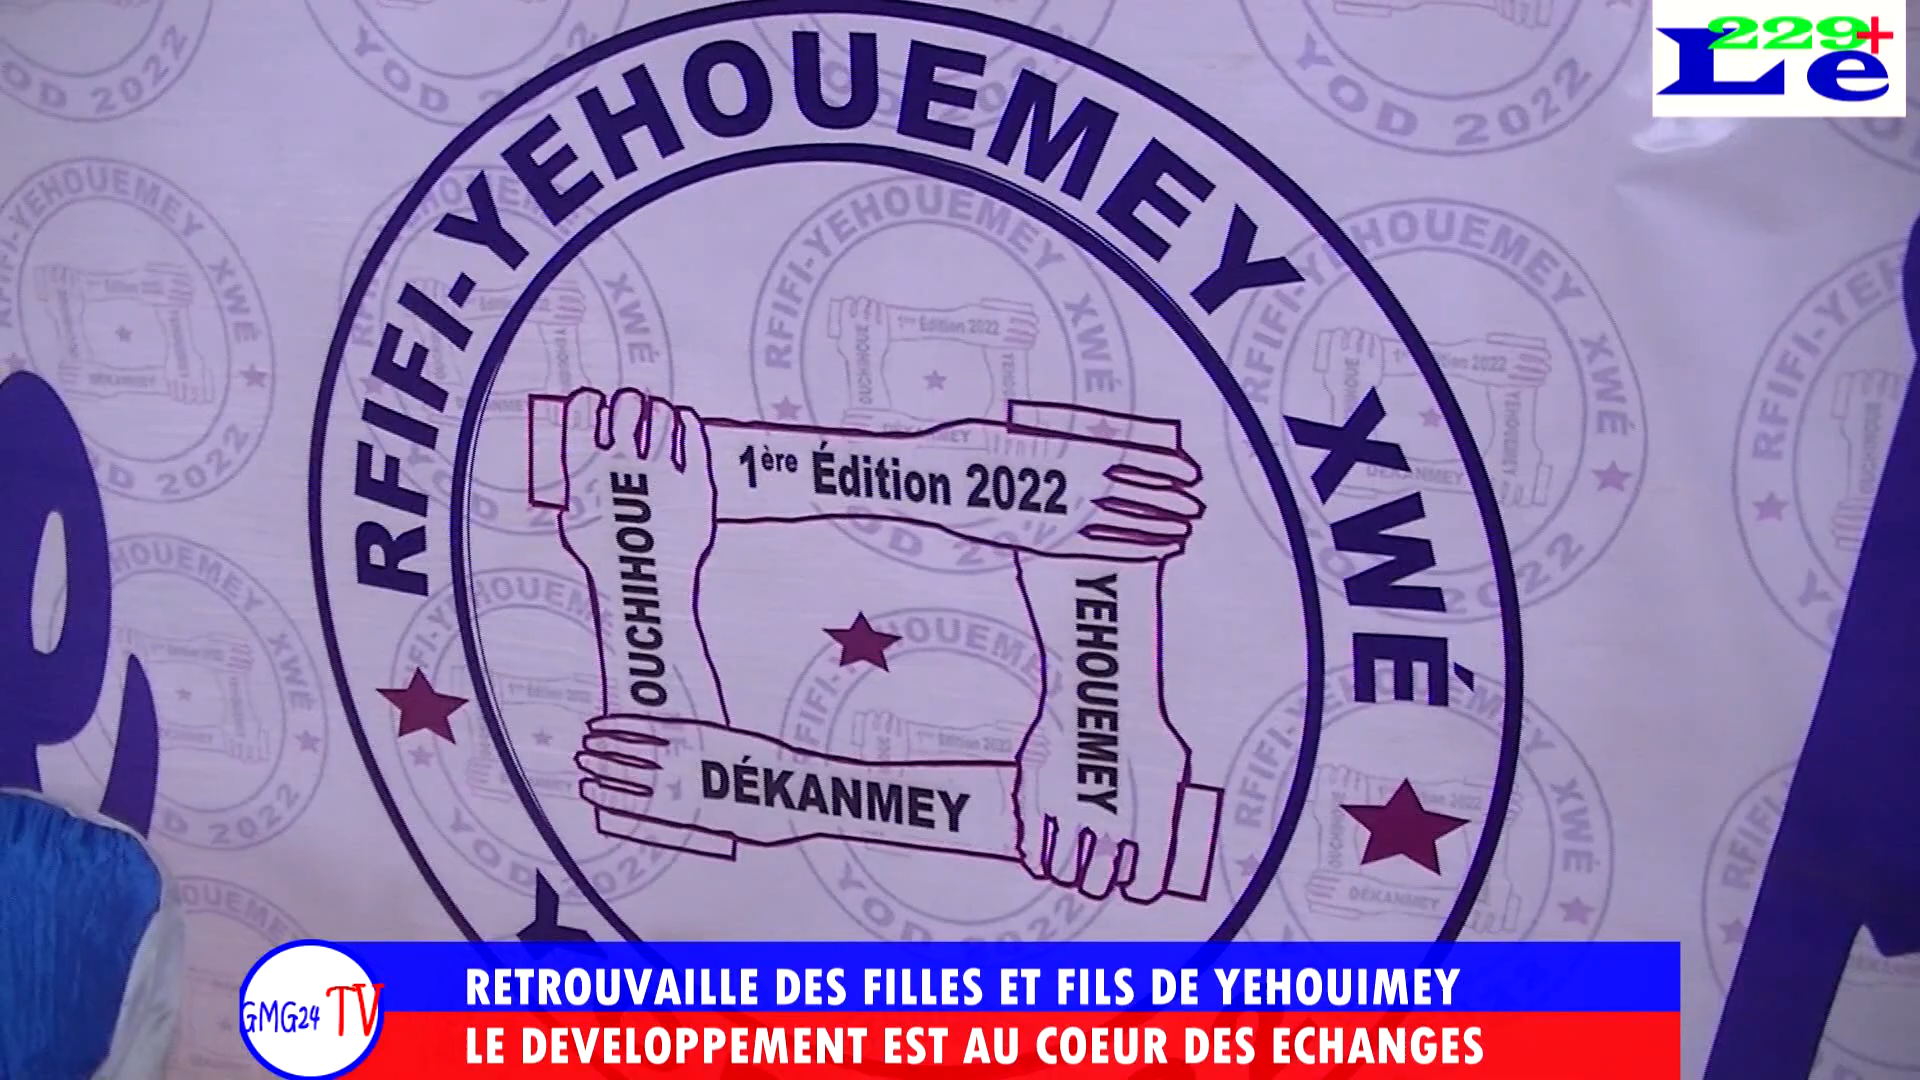 229+
Le
RFIFI-YEHOUEMEY XWÉ
1ère Édition 2022
OUCHIHOUE
YEHOUEMEY
DÉKANMEY
YOD 2022
GMG24 TV
RETROUVAILLE DES FILLES ET FILS DE YEHOUIMEY
LE DEVELOPPEMENT EST AU COEUR DES ECHANGES